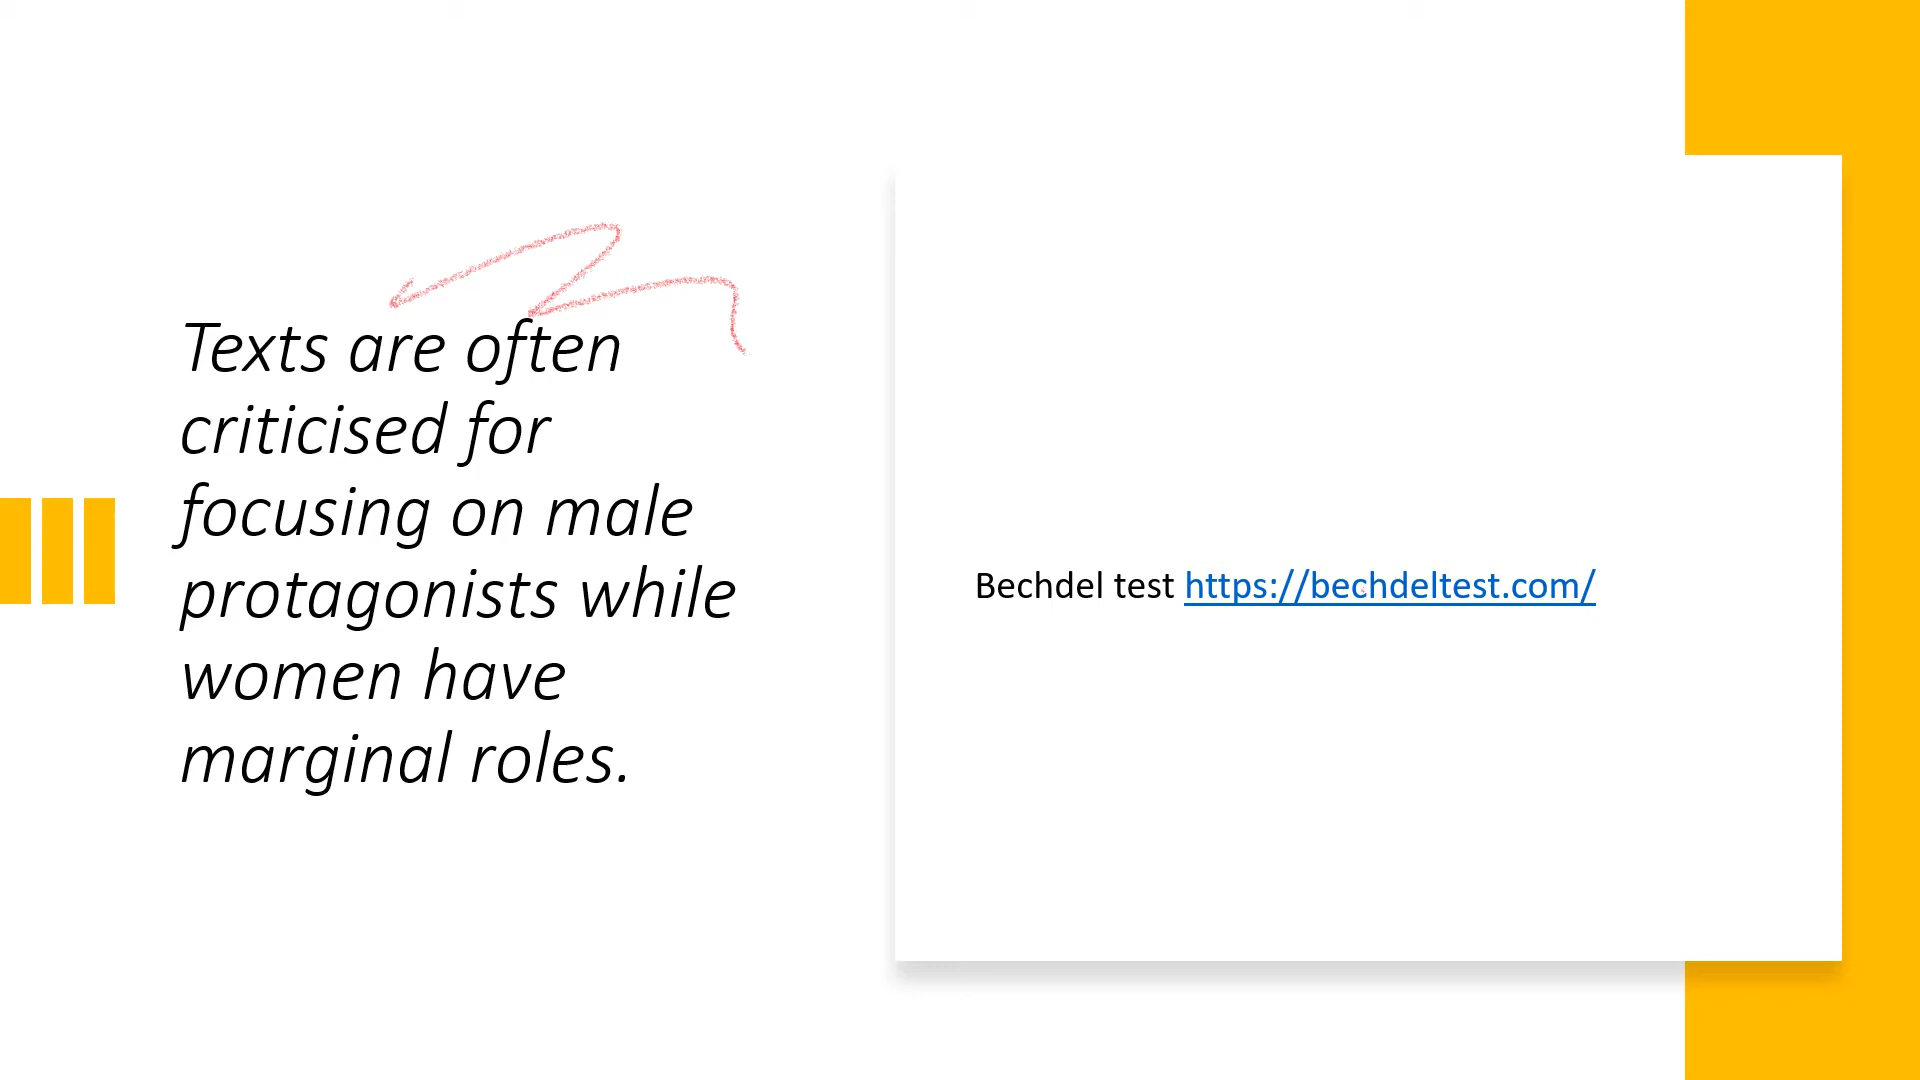 Texts are often
criticised for
focusing on male
protagonists while
women have
marginal roles.
Bechdel test https://bechdeltest.com/